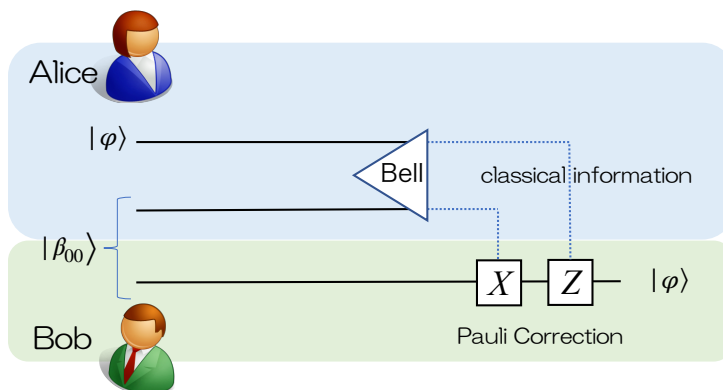 Alice
|φ⟩
Bell
classical information
|β₀₀⟩
X
Z
|φ⟩
Pauli Correction
Bob